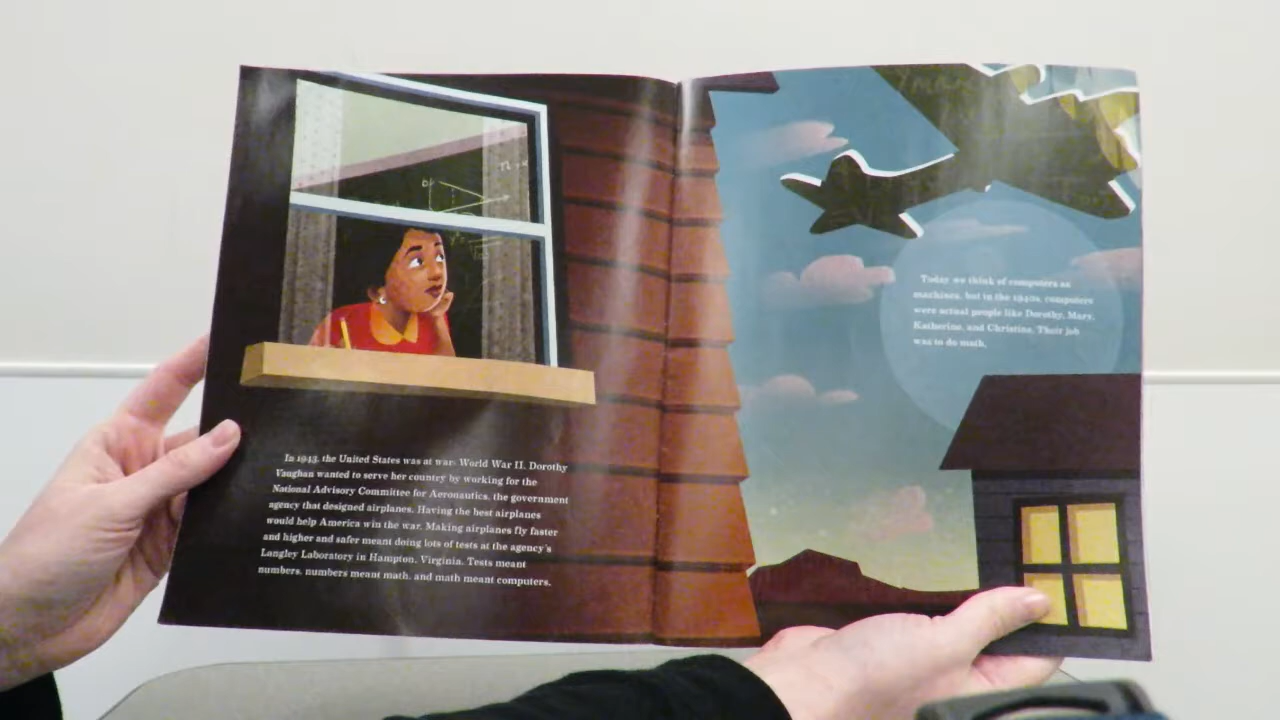 In 1943, the United States was at war: World War II. Dorothy
Vaughan wanted to serve her country by working for the
National Advisory Committee for Aeronautics, the government
agency that designed airplanes. Having the best airplanes
would help America win the war. Making airplanes fly faster
and higher and safer meant doing lots of tests at the agency's
Langley Laboratory in Hampton, Virginia. Tests meant
numbers, numbers meant math, and math meant computers.
Today we think of computers as
machines, but in the 1940s, computers
were actual people like Dorothy, Mary,
Katherine, and Christine. Their job
was to do math.